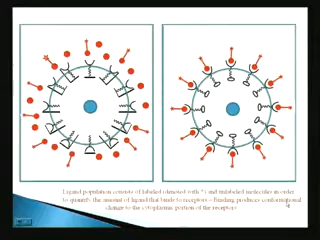 Ligand population consists of labeled (denoted with *) and unlabeled molecules in order
to quantify the amount of ligand that binds to receptors – Binding produces conformational
change to the cytoplasmic portion of the receptors